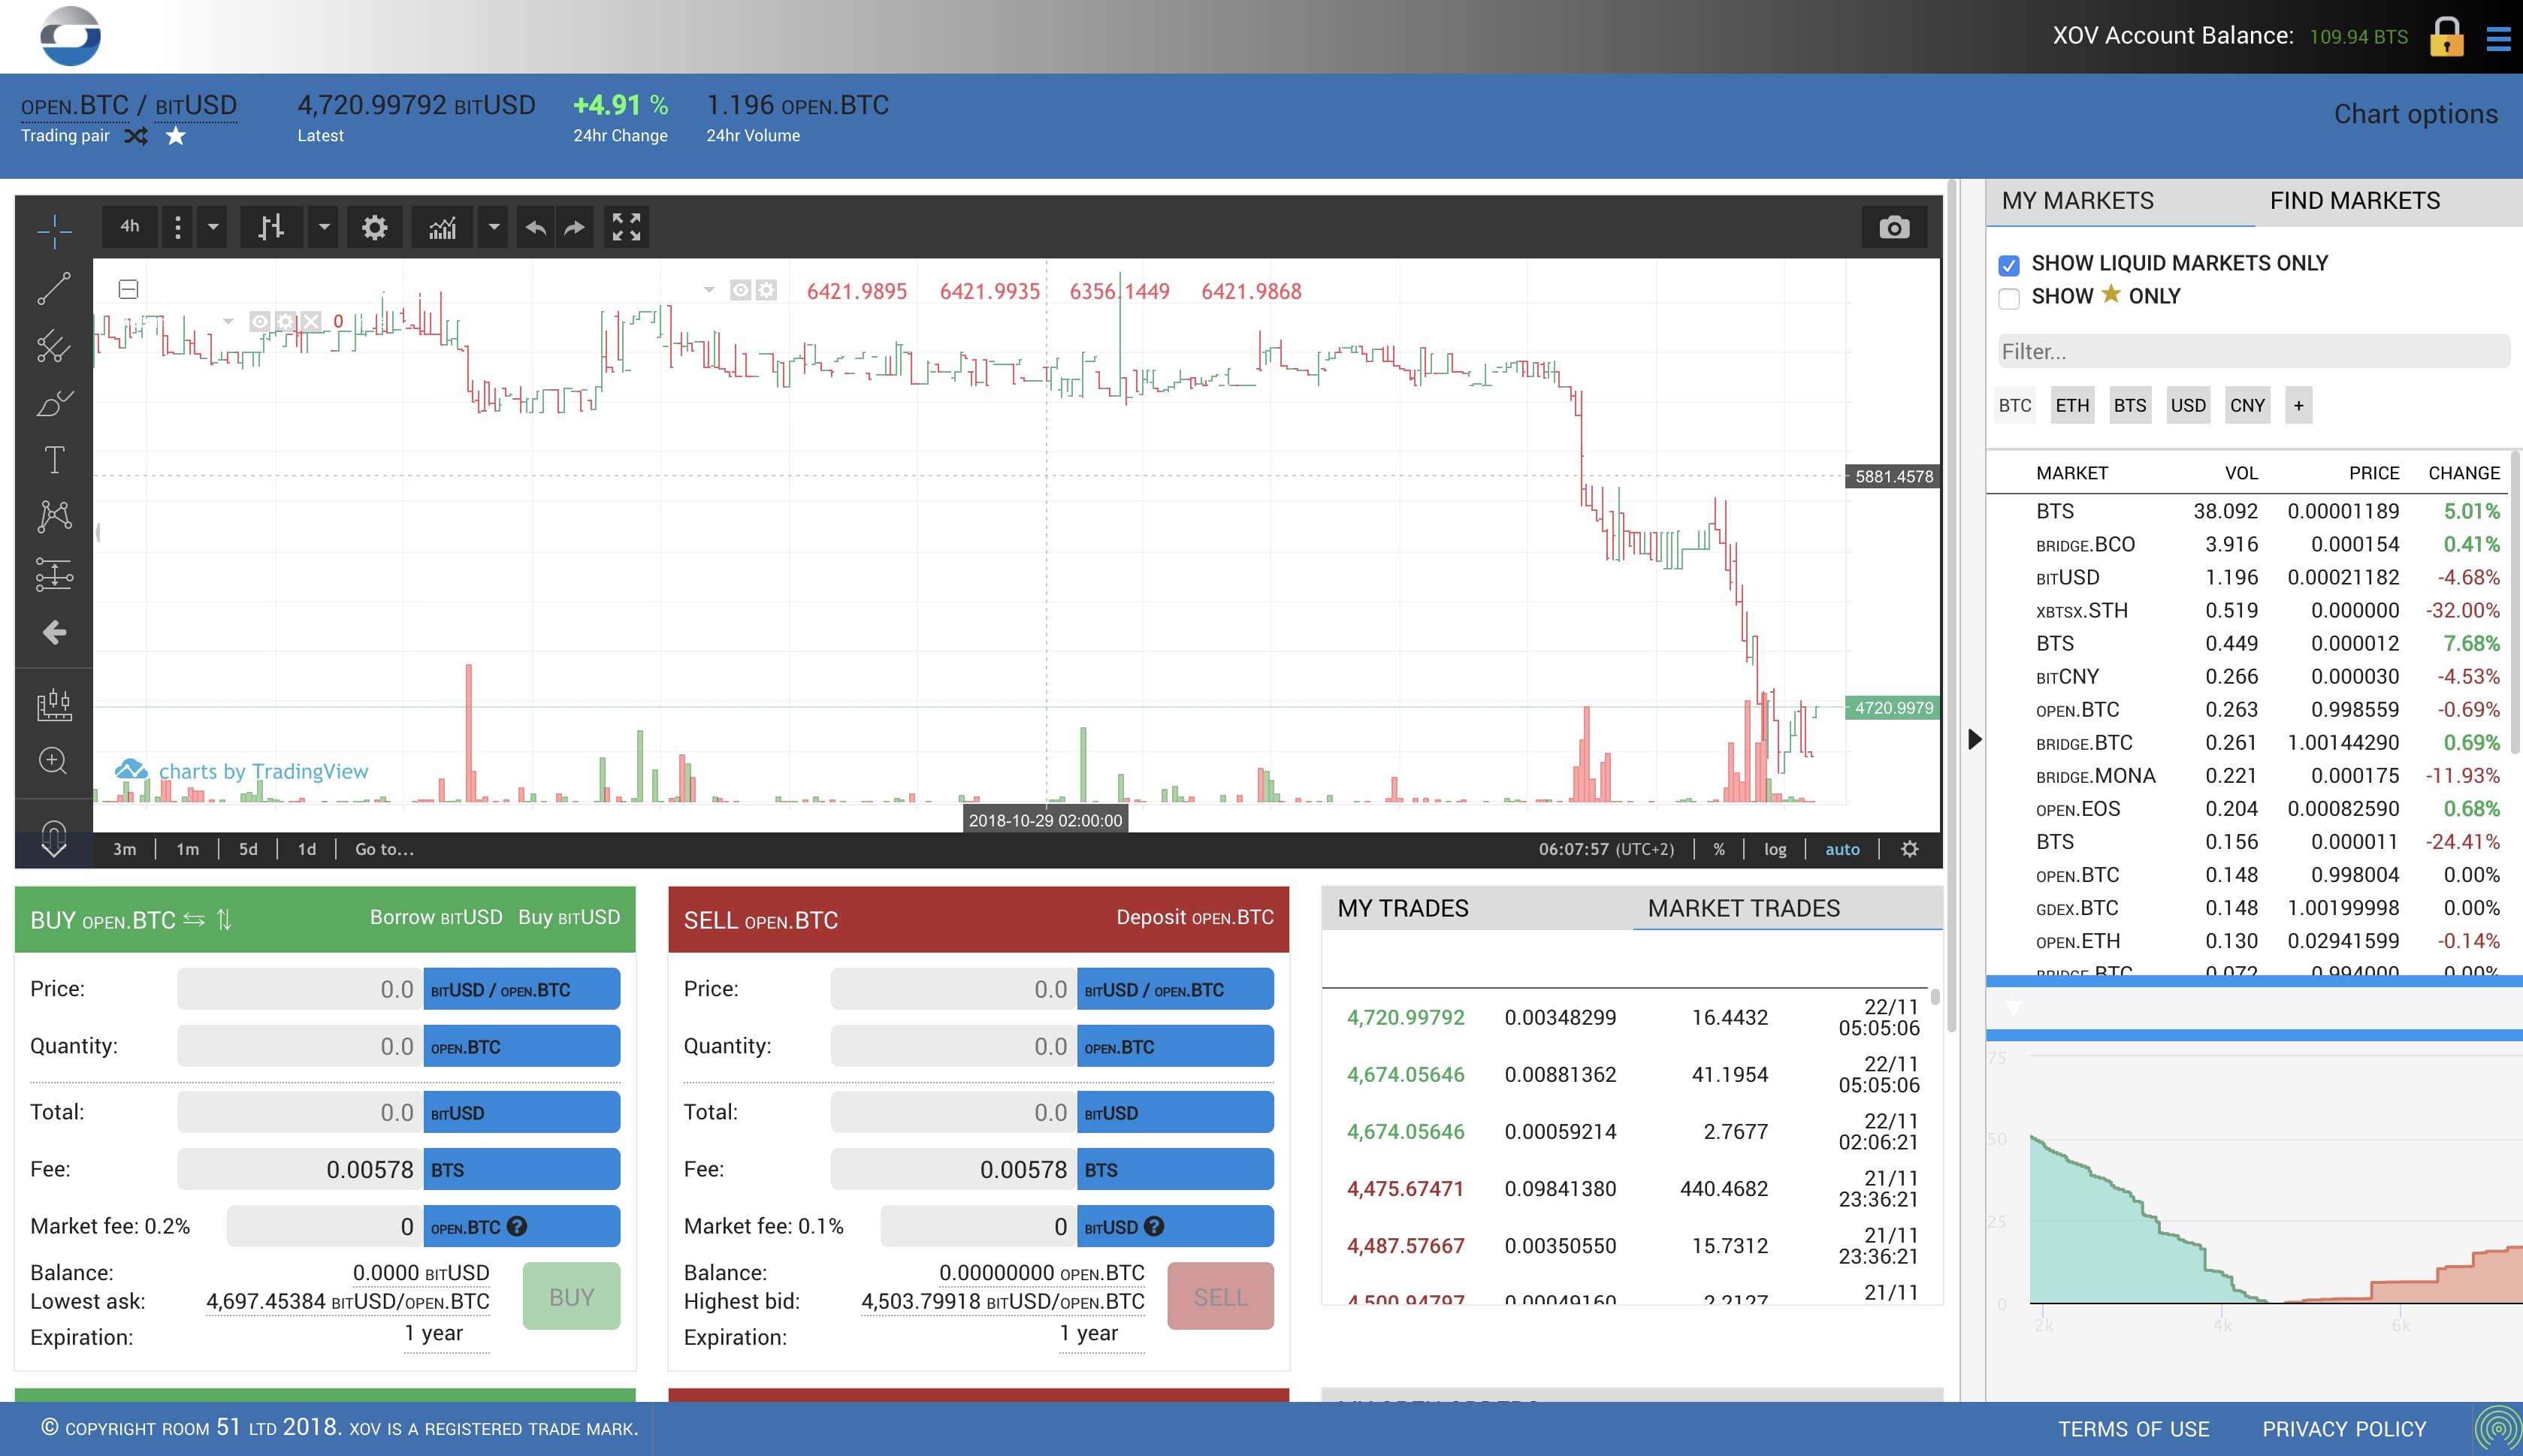 XOV Account Balance: 109.94 BTS
OPEN.BTC / BITUSD 4,720.99792 BITUSD +4.91 % 1.196 OPEN.BTC
Trading pair Latest 24hr Change 24hr Volume
Chart options
4h
6421.9895 6421.9935 6356.1449 6421.9868
0
5881.4578
4720.9979
charts by TradingView
2018-10-29 02:00:00
3m 1m 5d 1d Go to... 06:07:57 (UTC+2) % log auto
MY MARKETS FIND MARKETS
SHOW LIQUID MARKETS ONLY
SHOW ★ ONLY
Filter...
BTC ETH BTS USD CNY +
MARKET VOL PRICE CHANGE
BTS 38.092 0.00001189 5.01%
BRIDGE.BCO 3.916 0.000154 0.41%
BITUSD 1.196 0.00021182 -4.68%
XBTSX.STH 0.519 0.000000 -32.00%
BTS 0.449 0.000012 7.68%
BITCNY 0.266 0.000030 -4.53%
OPEN.BTC 0.263 0.998559 -0.69%
BRIDGE.BTC 0.261 1.00144290 0.69%
BRIDGE.MONA 0.221 0.000175 -11.93%
OPEN.EOS 0.204 0.00082590 0.68%
BTS 0.156 0.000011 -24.41%
OPEN.BTC 0.148 0.998004 0.00%
GDEX.BTC 0.148 1.00199998 0.00%
OPEN.ETH 0.130 0.02941599 -0.14%
BRIDGE.BTC 0.072 0.994000 0.00%
75
50
25
0
2k 4k 6k
BUY OPEN.BTC Borrow BITUSD Buy BITUSD
Price: 0.0 BITUSD / OPEN.BTC
Quantity: 0.0 OPEN.BTC
Total: 0.0 BITUSD
Fee: 0.00578 BTS
Market fee: 0.2% 0 OPEN.BTC ?
Balance: 0.0000 BITUSD
Lowest ask: 4,697.45384 BITUSD/OPEN.BTC
Expiration: 1 year
BUY
SELL OPEN.BTC Deposit OPEN.BTC
Price: 0.0 BITUSD / OPEN.BTC
Quantity: 0.0 OPEN.BTC
Total: 0.0 BITUSD
Fee: 0.00578 BTS
Market fee: 0.1% 0 BITUSD ?
Balance: 0.00000000 OPEN.BTC
Highest bid: 4,503.79918 BITUSD/OPEN.BTC
Expiration: 1 year
SELL
MY TRADES MARKET TRADES
4,720.99792 0.00348299 16.4432 22/11 05:05:06
4,674.05646 0.00881362 41.1954 22/11 05:05:06
4,674.05646 0.00059214 2.7677 22/11 02:06:21
4,475.67471 0.09841380 440.4682 21/11 23:36:21
4,487.57667 0.00350550 15.7312 21/11 23:36:21
4,500.94797 0.00049160 2.2127 21/11
© COPYRIGHT ROOM 51 LTD 2018. XOV IS A REGISTERED TRADE MARK.
TERMS OF USE PRIVACY POLICY